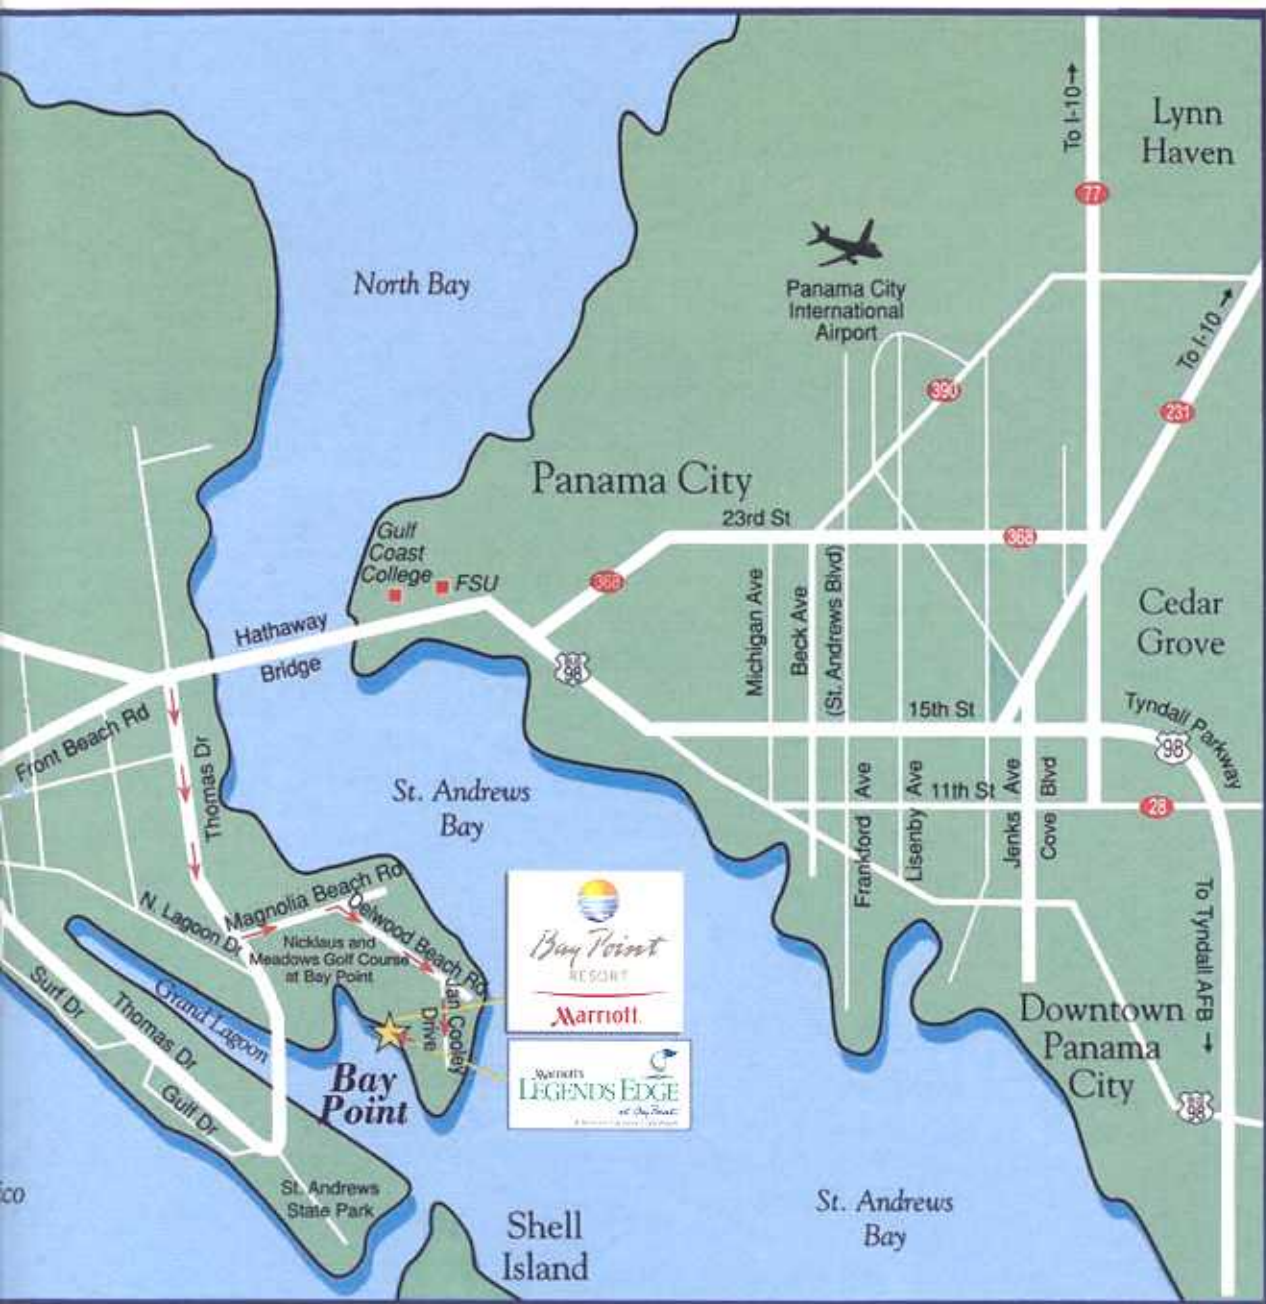 To I-10→
Lynn
Haven
77
North Bay
Panama City
International
Airport
To I-10 →
390
231
Panama City
23rd St
368
Gulf
Coast
College
FSU
368
Hathaway
Bridge
98
Michigan Ave
Beck Ave
(St. Andrews Blvd)
Cedar
Grove
15th St
Tyndall Parkway
98
Front Beach Rd
Thomas Dr
St. Andrews
Bay
Frankford Ave
Lisenby Ave
11th St
Jenks Ave
Cove Blvd
28
Magnolia Beach Rd
N. Lagoon Dr
Delwood Beach Rd
Nicklaus and
Meadows Golf Course
at Bay Point
Jan Cooley
Drive
Bay Point
RESORT
Marriott
Marriott's
LEGENDS EDGE
at Bay Point
To Tyndall AFB →
Surf Dr
Thomas Dr
Grand Lagoon
Gulf Dr
Bay
Point
Downtown
Panama
City
98
St. Andrews
State Park
ico
Shell
Island
St. Andrews
Bay